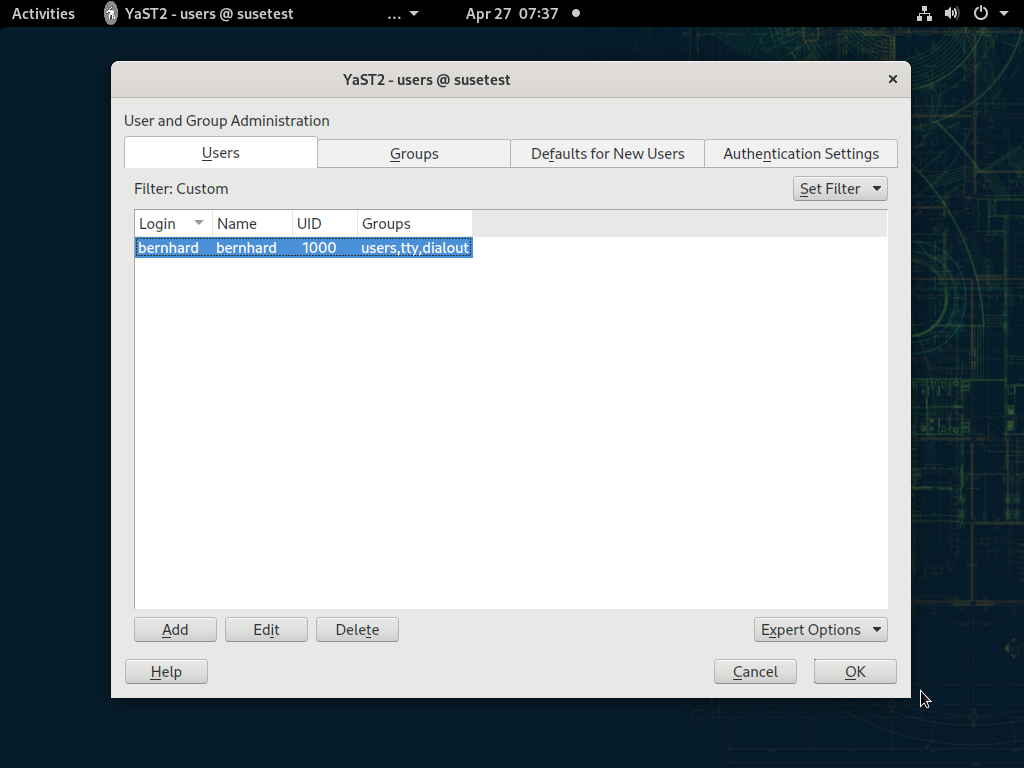 Activities YaST2 - users @ susetest ... Apr 27 07:37
YaST2 - users @ susetest
User and Group Administration
Users Groups Defaults for New Users Authentication Settings
Filter: Custom Set Filter
Login Name UID Groups
bernhard bernhard 1000 users,tty,dialout
Add Edit Delete Expert Options
Help Cancel OK